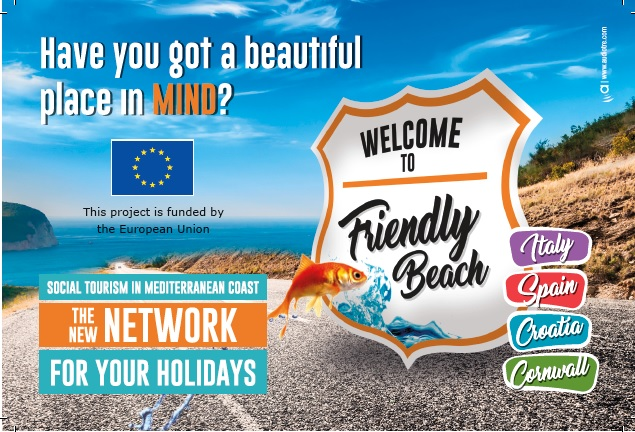 Have you got a beautiful
place in MIND?
This project is funded by
the European Union
SOCIAL TOURISM IN MEDITERRANEAN COAST
THE NEW NETWORK
FOR YOUR HOLIDAYS
WELCOME
TO
Friendly
Beach
Italy
Spain
Croatia
Cornwall